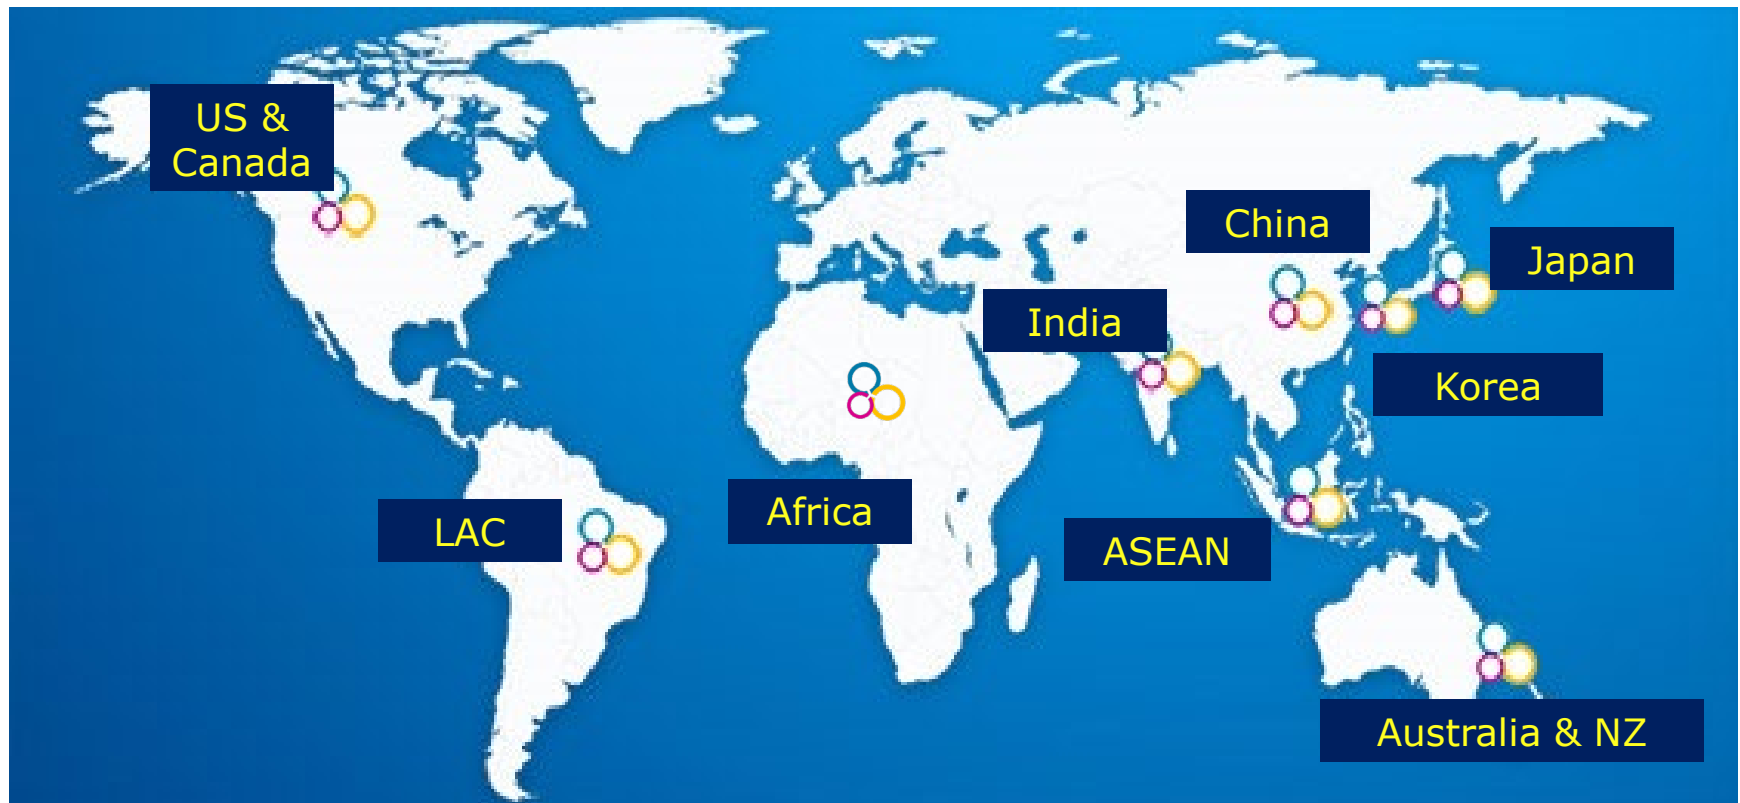 US &
Canada
China
Japan
India
Korea
LAC
Africa
ASEAN
Australia & NZ